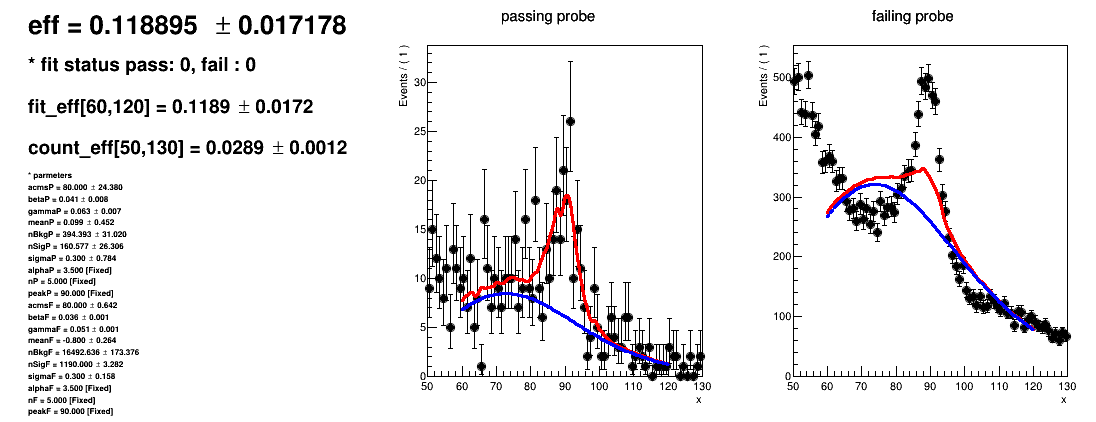 eff = 0.118895 ± 0.017178
* fit status pass: 0, fail : 0
fit_eff[60,120] = 0.1189 ± 0.0172
count_eff[50,130] = 0.0289 ± 0.0012
* parmeters
acmsP = 80.000 ± 24.380
betaP = 0.041 ± 0.008
gammaP = 0.063 ± 0.007
meanP = 0.099 ± 0.452
nBkgP = 394.393 ± 31.020
nSigP = 160.577 ± 26.306
sigmaP = 0.300 ± 0.784
alphaP = 3.500 [Fixed]
nP = 5.000 [Fixed]
peakP = 90.000 [Fixed]
acmsF = 80.000 ± 0.642
betaF = 0.036 ± 0.001
gammaF = 0.051 ± 0.001
meanF = -0.800 ± 0.264
nBkgF = 16492.636 ± 173.376
nSigF = 1190.000 ± 3.282
sigmaF = 0.300 ± 0.158
alphaF = 3.500 [Fixed]
nF = 5.000 [Fixed]
peakF = 90.000 [Fixed]
passing probe
Events / ( 1 )
30
25
20
15
10
5
0
50 60 70 80 90 100 110 120 130
x
failing probe
Events / ( 1 )
500
400
300
200
100
0
50 60 70 80 90 100 110 120 130
x